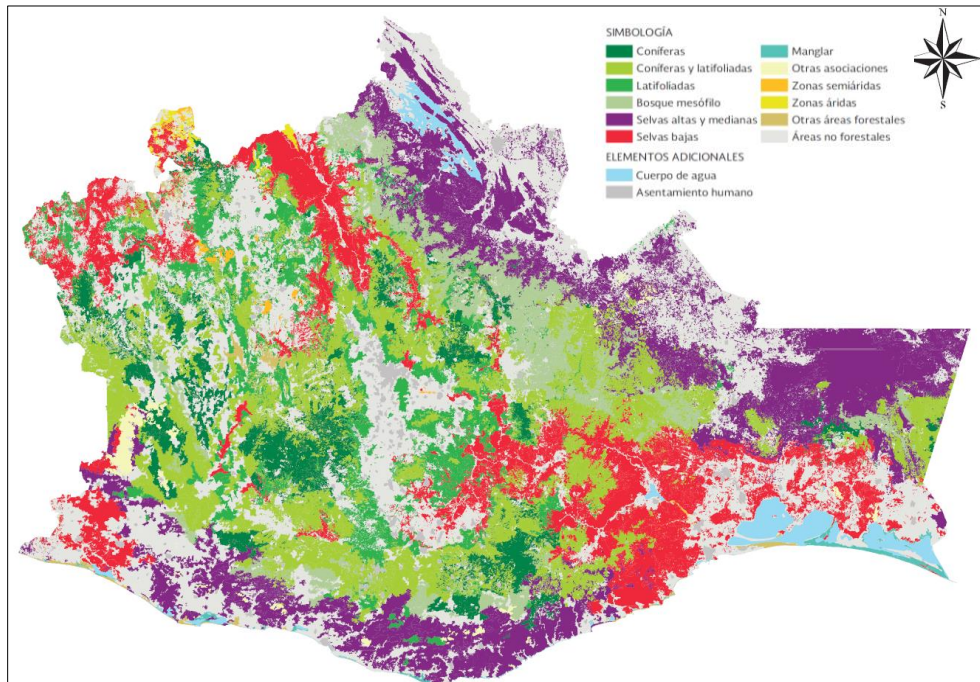 N
S
SIMBOLOGÍA
Coníferas
Coníferas y latifoliadas
Latifoliadas
Bosque mesófilo
Selvas altas y medianas
Selvas bajas
Manglar
Otras asociaciones
Zonas semiáridas
Zonas áridas
Otras áreas forestales
Áreas no forestales
ELEMENTOS ADICIONALES
Cuerpo de agua
Asentamiento humano